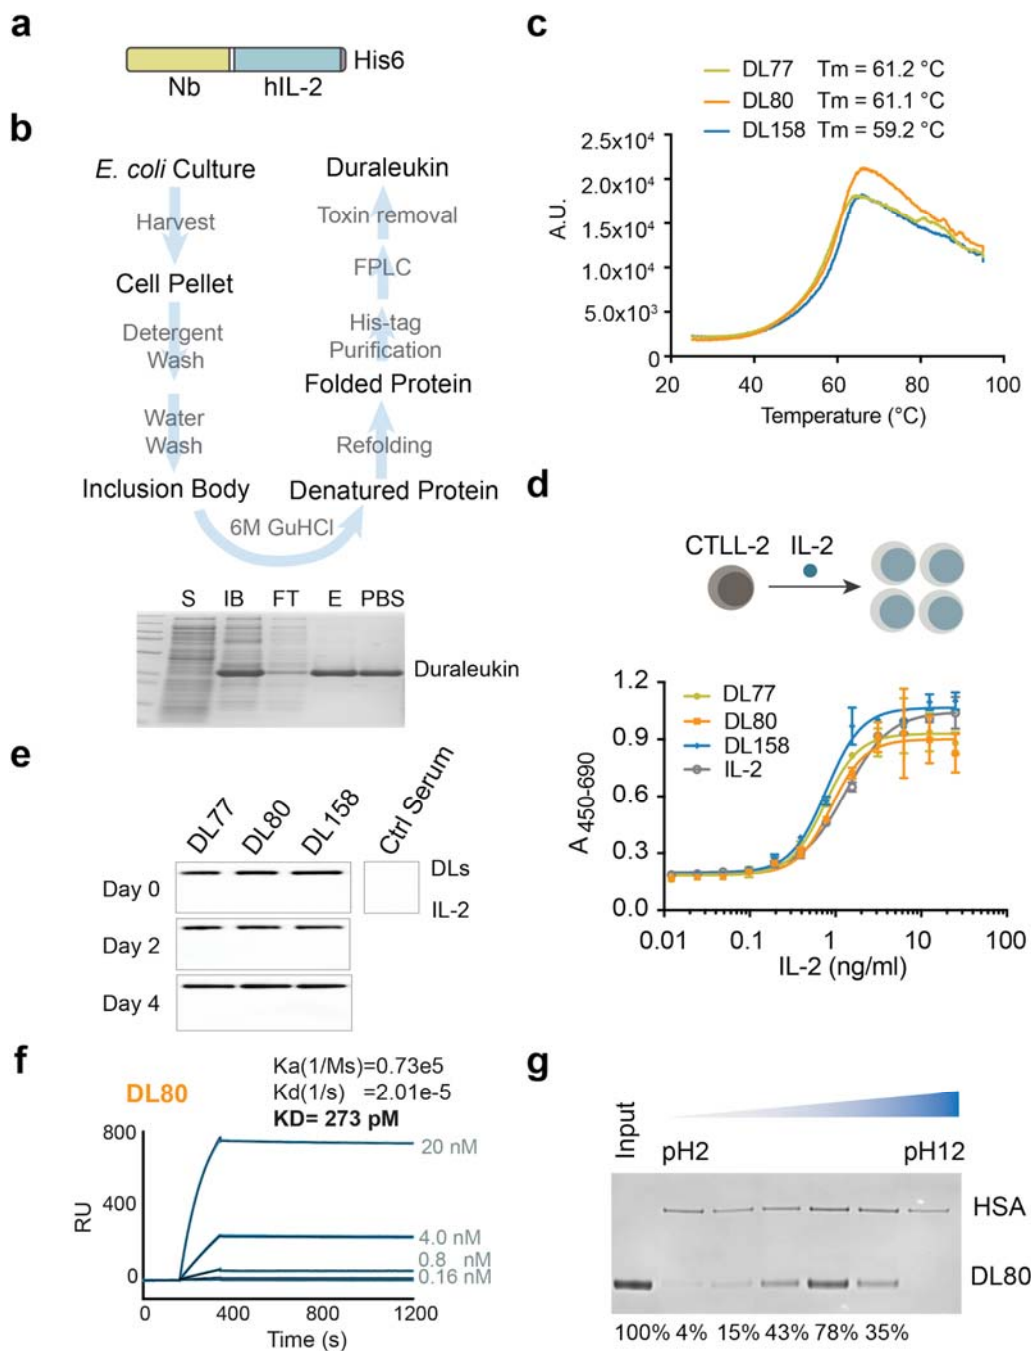 a
Nb
hIL-2
His6
b
E. coli Culture
Harvest
Cell Pellet
Detergent
Wash
Water
Wash
Inclusion Body
6M GuHCl
Denatured Protein
Refolding
Folded Protein
His-tag
Purification
FPLC
Toxin removal
Duraleukin
S IB FT E PBS
Duraleukin
c
DL77 Tm = 61.2 °C
DL80 Tm = 61.1 °C
DL158 Tm = 59.2 °C
A.U.
2.5x10⁴
2.0x10⁴
1.5x10⁴
1.0x10⁴
5.0x10³
0
20 40 60 80 100
Temperature (°C)
d
CTLL-2 IL-2
DL77
DL80
DL158
IL-2
A450-690
1.2
0.9
0.6
0.3
0.0
0.01 0.1 1 10 100
IL-2 (ng/ml)
e
DL77 DL80 DL158 Ctrl Serum
Day 0
DLs
IL-2
Day 2
Day 4
f
DL80
Ka(1/Ms)=0.73e5
Kd(1/s) =2.01e-5
KD= 273 pM
RU
800
400
0
20 nM
4.0 nM
0.8 nM
0.16 nM
0 400 800 1200
Time (s)
g
Input
pH2 pH12
HSA
DL80
100% 4% 15% 43% 78% 35%